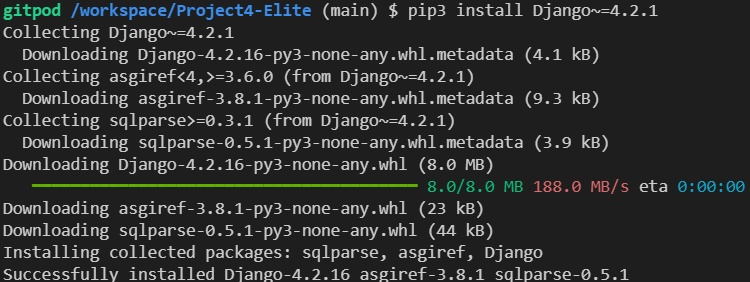 gitpod /workspace/Project4-Elite (main) $ pip3 install Django~=4.2.1
Collecting Django~=4.2.1
  Downloading Django-4.2.16-py3-none-any.whl.metadata (4.1 kB)
Collecting asgiref<4,>=3.6.0 (from Django~=4.2.1)
  Downloading asgiref-3.8.1-py3-none-any.whl.metadata (9.3 kB)
Collecting sqlparse>=0.3.1 (from Django~=4.2.1)
  Downloading sqlparse-0.5.1-py3-none-any.whl.metadata (3.9 kB)
Downloading Django-4.2.16-py3-none-any.whl (8.0 MB)
8.0/8.0 MB 188.0 MB/s eta 0:00:00
Downloading asgiref-3.8.1-py3-none-any.whl (23 kB)
Downloading sqlparse-0.5.1-py3-none-any.whl (44 kB)
Installing collected packages: sqlparse, asgiref, Django
Successfully installed Django-4.2.16 asgiref-3.8.1 sqlparse-0.5.1